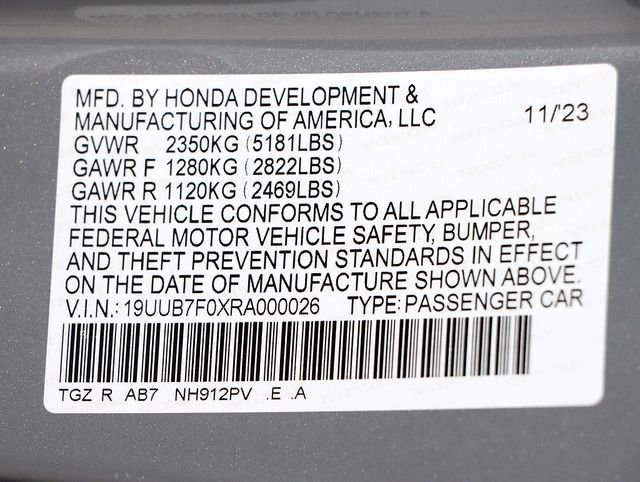 MFD. BY HONDA DEVELOPMENT &
MANUFACTURING OF AMERICA, LLC 11/'23
GVWR 2350KG (5181LBS)
GAWR F 1280KG (2822LBS)
GAWR R 1120KG (2469LBS)
THIS VEHICLE CONFORMS TO ALL APPLICABLE
FEDERAL MOTOR VEHICLE SAFETY, BUMPER,
AND THEFT PREVENTION STANDARDS IN EFFECT
ON THE DATE OF MANUFACTURE SHOWN ABOVE.
V.I.N.: 19UUB7F0XRA000026 TYPE: PASSENGER CAR
TGZ R AB7 NH912PV .E .A